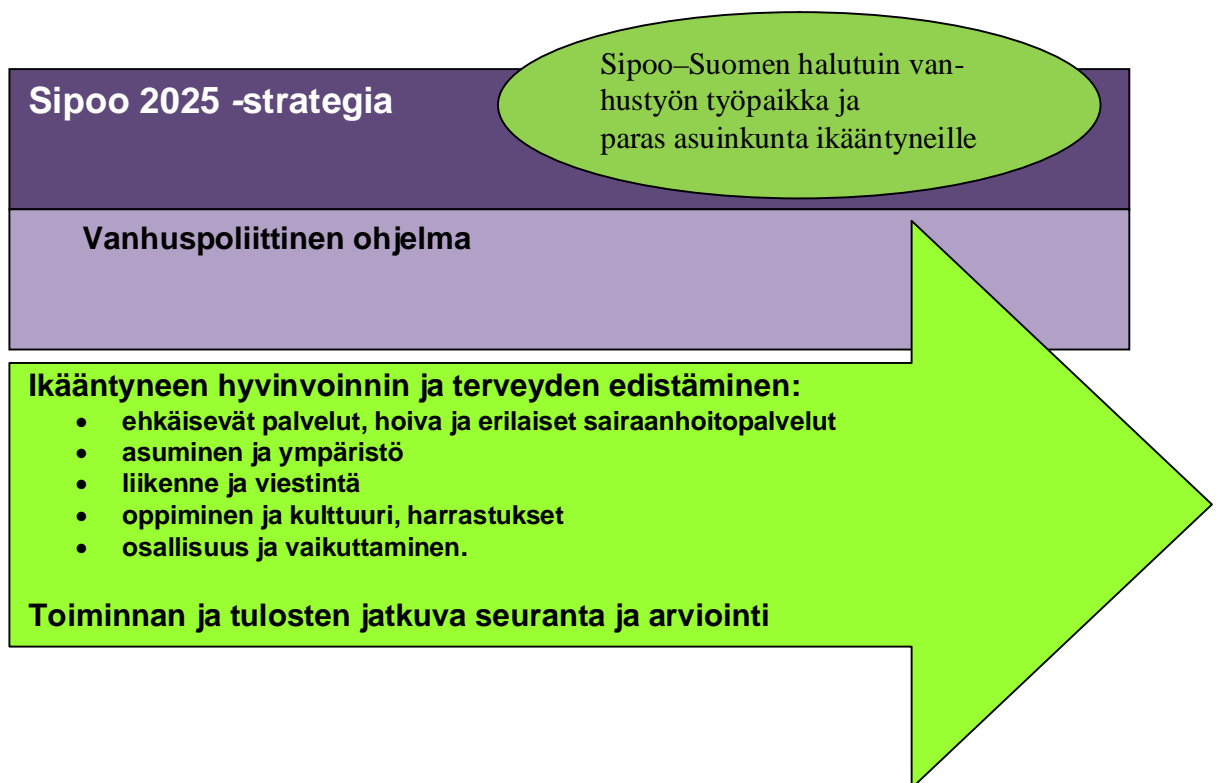 Sipoo 2025 -strategia
Sipoo–Suomen halutuin van-
hustyön työpaikka ja
paras asuinkunta ikääntyneille
Vanhuspoliittinen ohjelma
Ikääntyneen hyvinvoinnin ja terveyden edistäminen:
• ehkäisevät palvelut, hoiva ja erilaiset sairaanhoitopalvelut
• asuminen ja ympäristö
• liikenne ja viestintä
• oppiminen ja kulttuuri, harrastukset
• osallisuus ja vaikuttaminen.
Toiminnan ja tulosten jatkuva seuranta ja arviointi